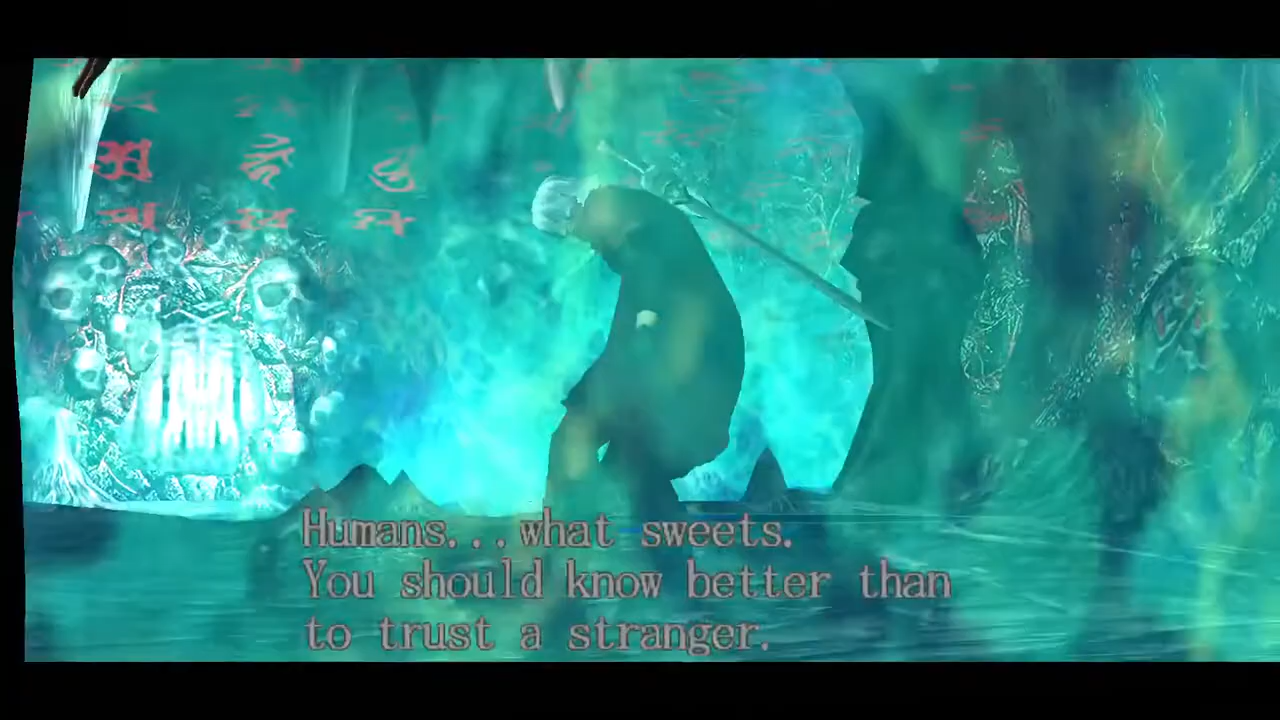 Humans...what sweets.
You should know better than
to trust a stranger.